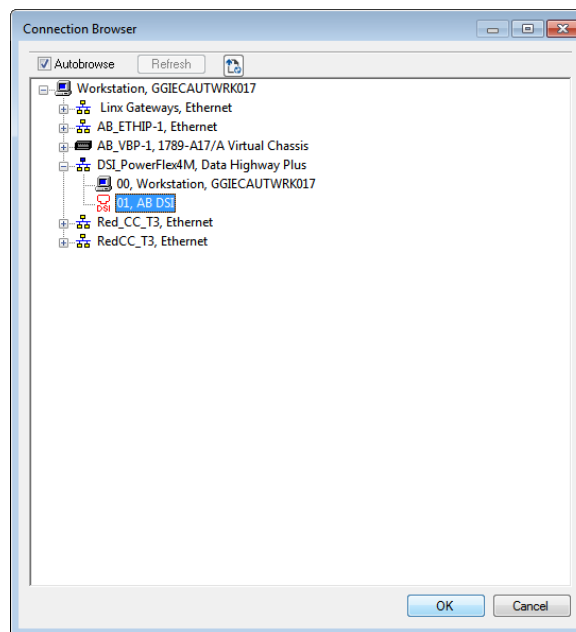 Connection Browser
Autobrowse Refresh
Workstation, GGIECAUTWRK017
Linx Gateways, Ethernet
AB_ETHIP-1, Ethernet
AB_VBP-1, 1789-A17/A Virtual Chassis
DSI_PowerFlex4M, Data Highway Plus
00, Workstation, GGIECAUTWRK017
DSI 01, AB DSI
Red_CC_T3, Ethernet
RedCC_T3, Ethernet
OK Cancel